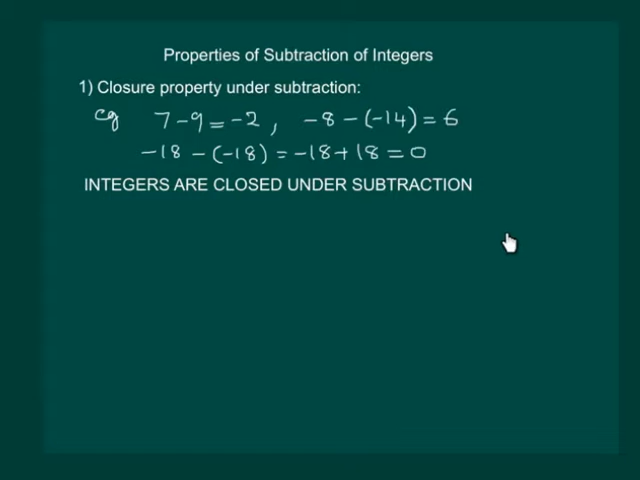 Properties of Subtraction of Integers
1) Closure property under subtraction:
eg 7 - 9 = -2 , -8 - (-14) = 6
-18 - (-18) = -18 + 18 = 0
INTEGERS ARE CLOSED UNDER SUBTRACTION